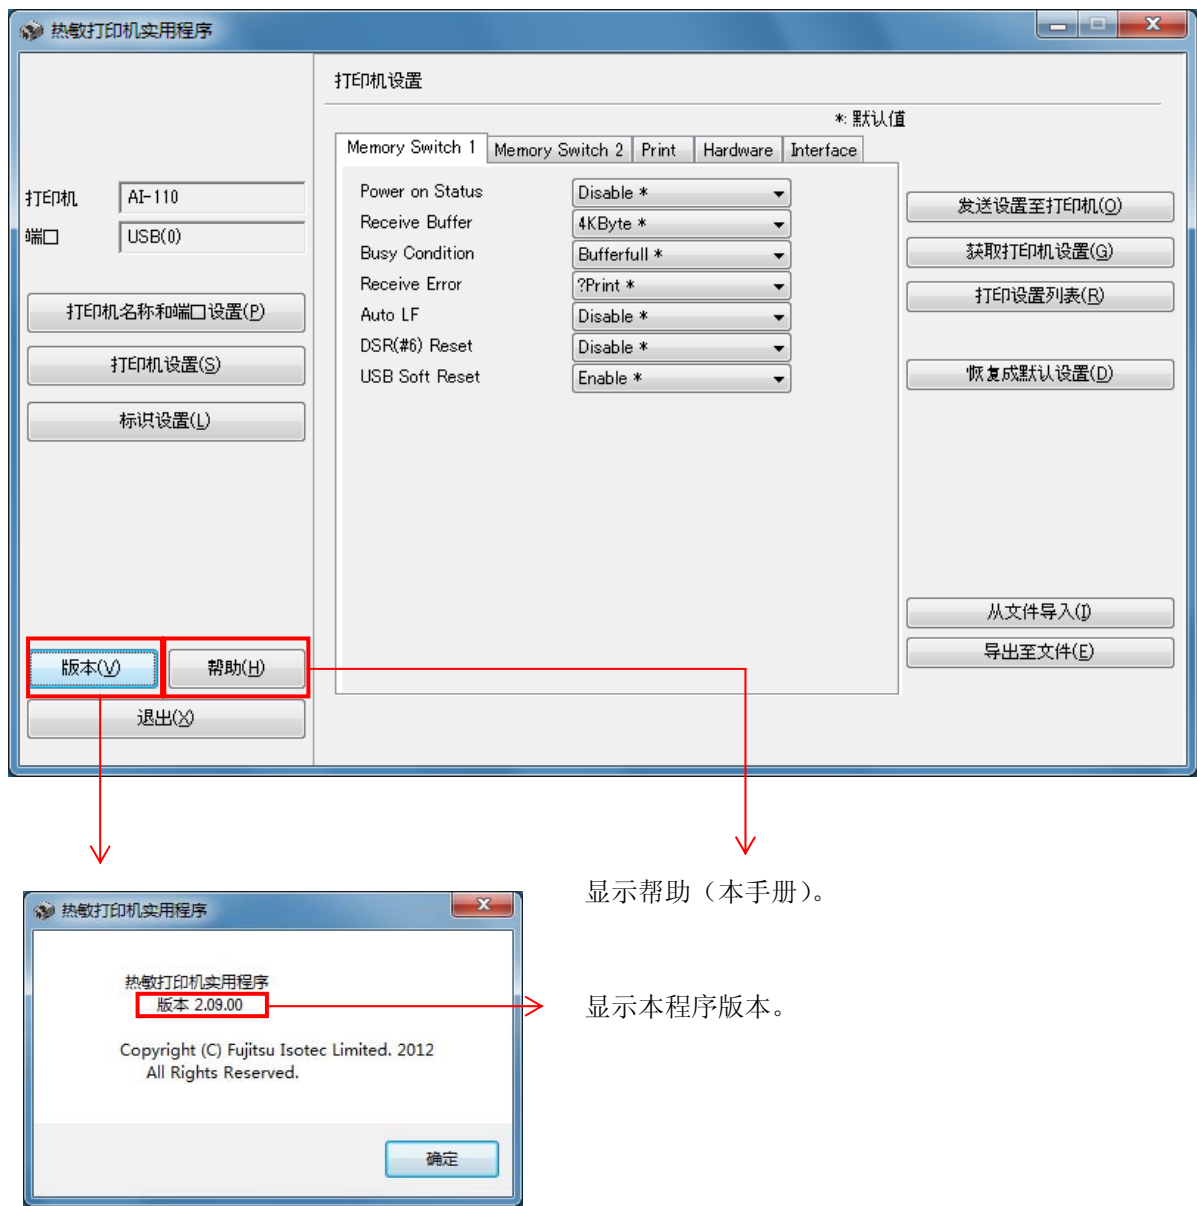 热敏打印机实用程序
打印机设置
*: 默认值
Memory Switch 1 Memory Switch 2 Print Hardware Interface
打印机 AI-110
端口 USB(0)
打印机名称和端口设置(P)
打印机设置(S)
标识设置(L)
Power on Status Disable *
Receive Buffer 4KByte *
Busy Condition Bufferfull *
Receive Error ?Print *
Auto LF Disable *
DSR(#6) Reset Disable *
USB Soft Reset Enable *
发送设置至打印机(O)
获取打印机设置(G)
打印设置列表(R)
恢复成默认设置(D)
从文件导入(I)
导出至文件(E)
版本(V) 帮助(H)
退出(X)
显示帮助（本手册）。
热敏打印机实用程序
热敏打印机实用程序
版本 2.09.00
显示本程序版本。
Copyright (C) Fujitsu Isotec Limited. 2012
All Rights Reserved.
确定